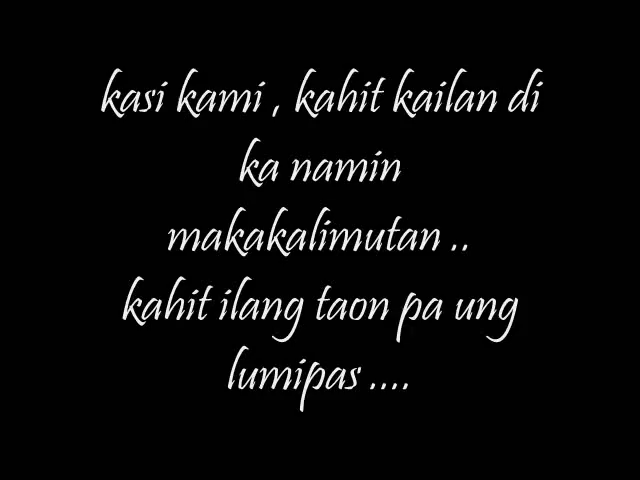 kasi kami , kahit kailan di
ka namin
makakalimutan ..
kahit ilang taon pa ung
lumipas ....